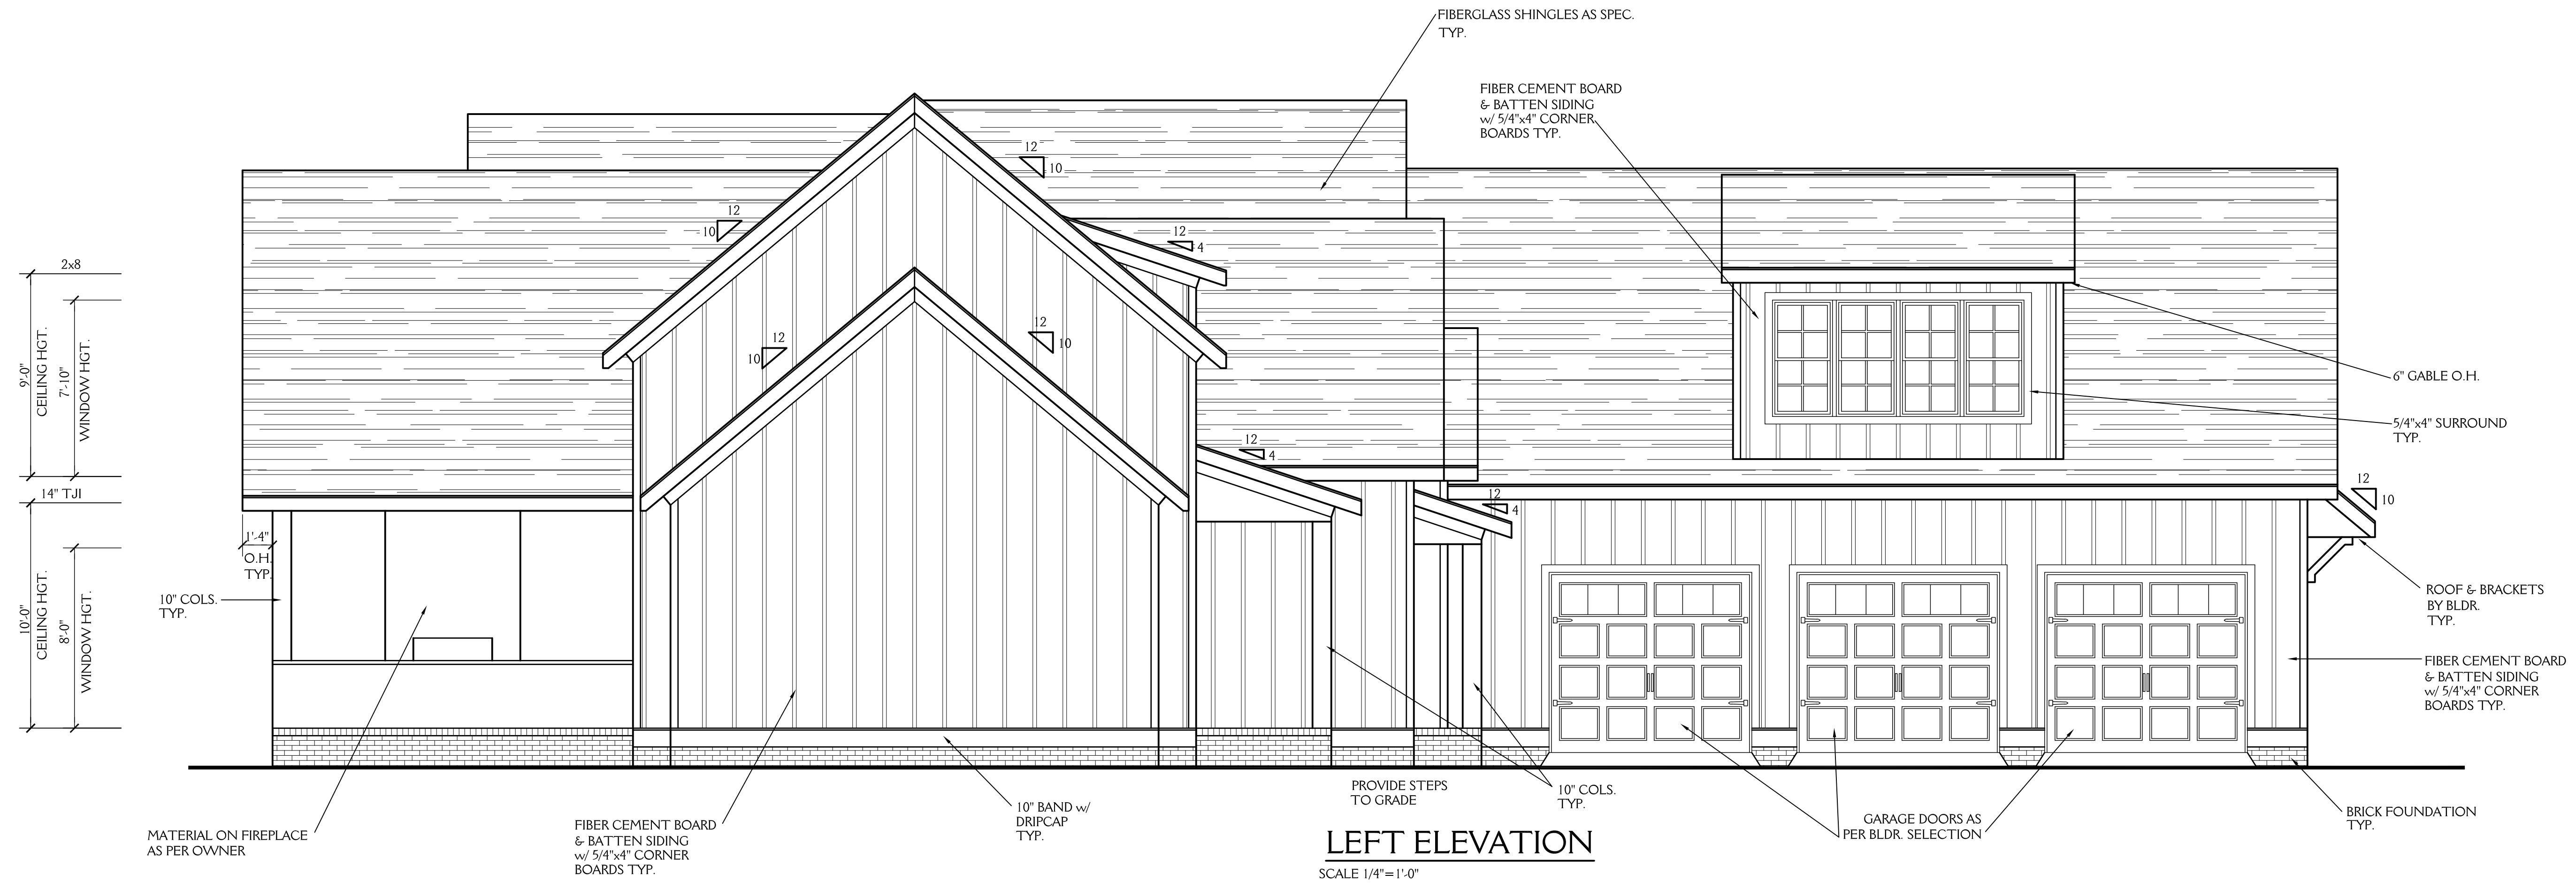 FIBERGLASS SHINGLES AS SPEC.
TYP.
FIBER CEMENT BOARD
& BATTEN SIDING
w/ 5/4"x4" CORNER
BOARDS TYP.
12
10
12
10
12
4
2x8
9'-0"
CEILING HGT.
7'-10"
WINDOW HGT.
12
10
12
10
6" GABLE O.H.
5/4"x4" SURROUND
TYP.
12
4
14" TJI
12
4
12
10
1'-4"
O.H.
TYP.
10'-0"
CEILING HGT.
8'-0"
WINDOW HGT.
10" COLS.
TYP.
ROOF & BRACKETS
BY BLDR.
TYP.
FIBER CEMENT BOARD
& BATTEN SIDING
w/ 5/4"x4" CORNER
BOARDS TYP.
MATERIAL ON FIREPLACE
AS PER OWNER
FIBER CEMENT BOARD
& BATTEN SIDING
w/ 5/4"x4" CORNER
BOARDS TYP.
10" BAND w/
DRIPCAP
TYP.
PROVIDE STEPS
TO GRADE
10" COLS.
TYP.
GARAGE DOORS AS
PER BLDR. SELECTION
BRICK FOUNDATION
TYP.
LEFT ELEVATION
SCALE 1/4"=1'-0"